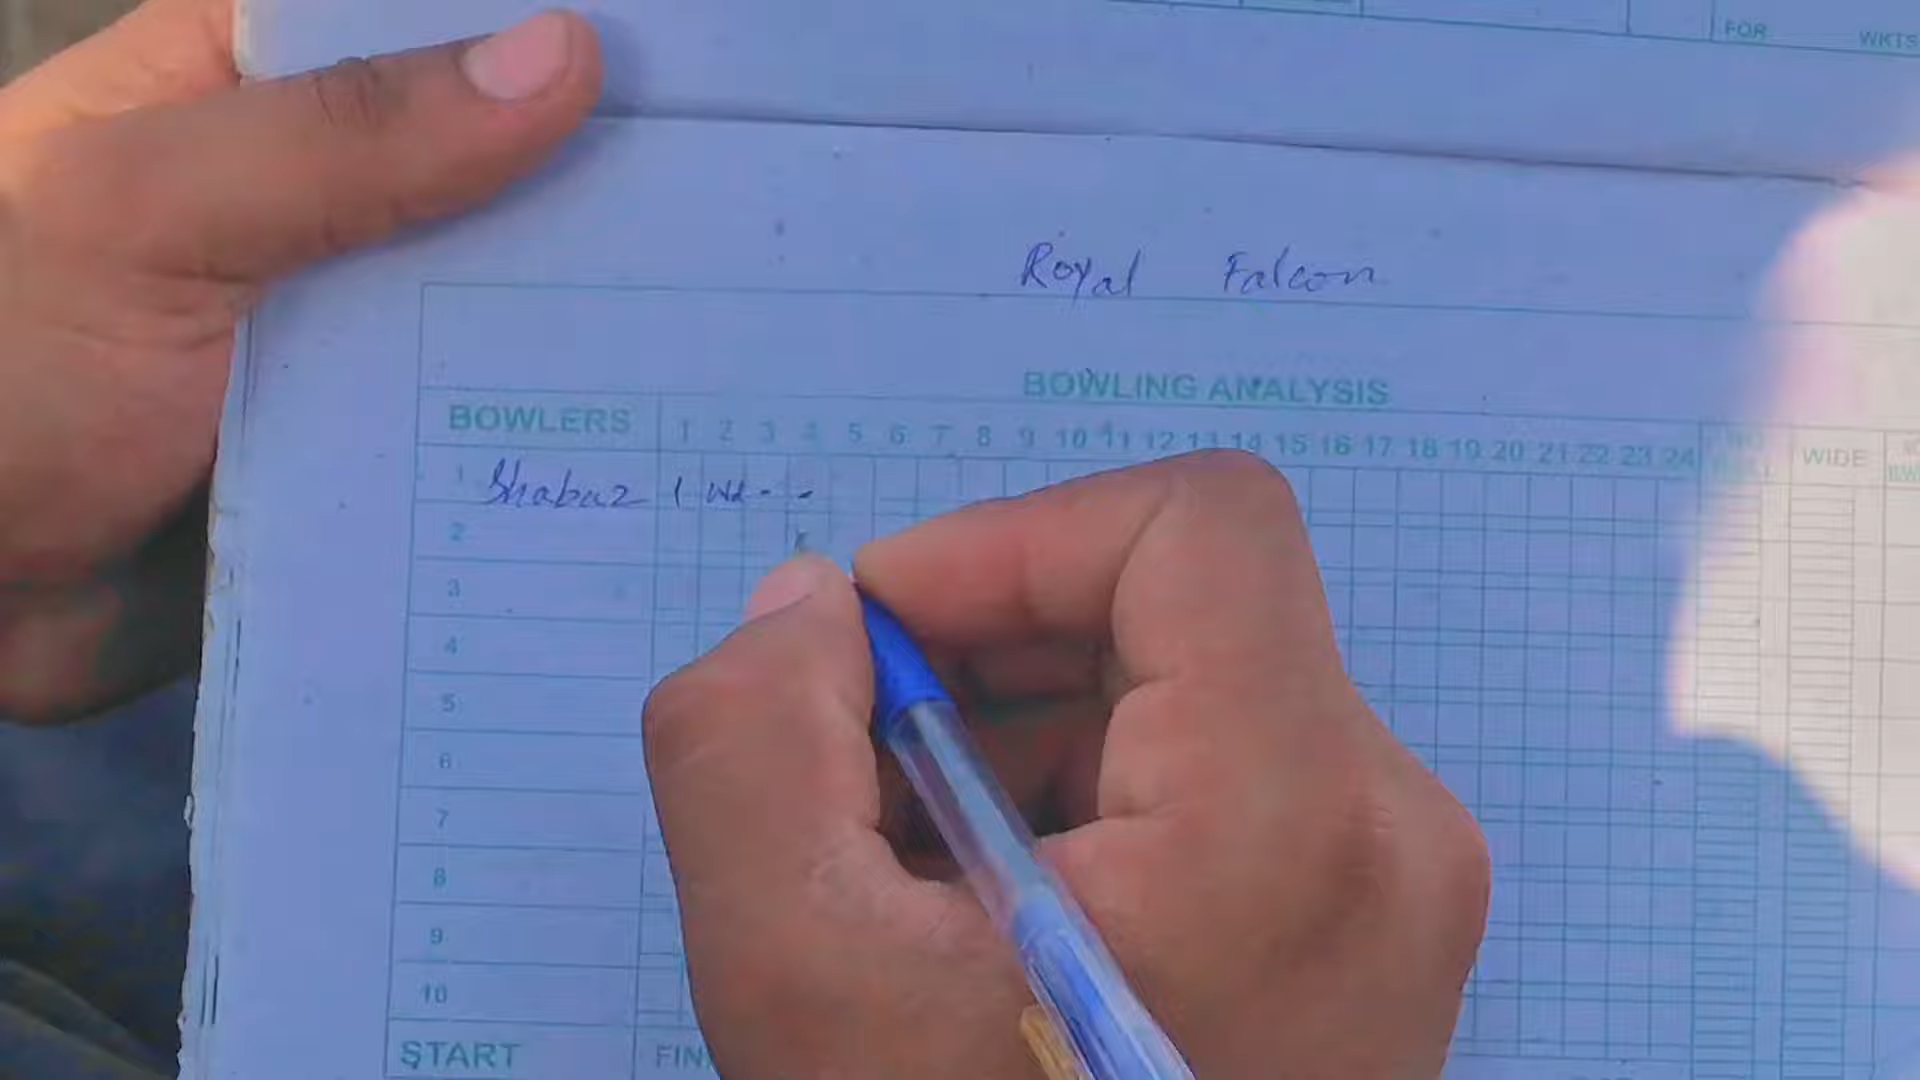 FOR WKTS
Royal Falcon
BOWLING ANALYSIS
BOWLERS 1 2 3 4 5 6 7 8 9 10 11 12 13 14 15 16 17 18 19 20 21 22 23 24 WIDE
1 Shabaz 1 Wd - -
2
3
4
5
6
7
8
9
10
START